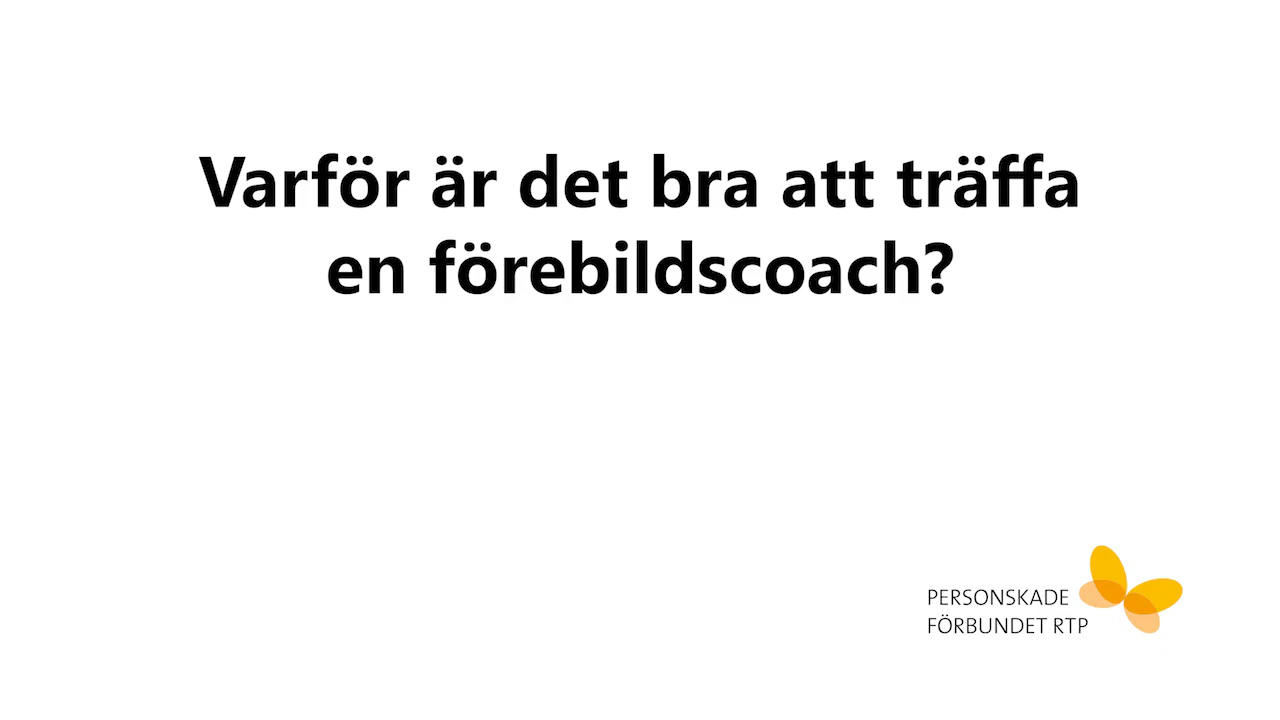 Varför är det bra att träffa
en förebildscoach?
PERSONSKADE
FÖRBUNDET RTP